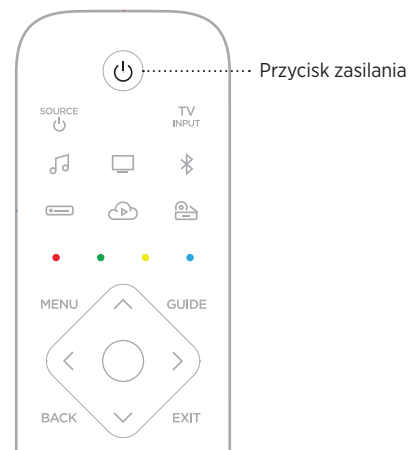 Przycisk zasilania
SOURCE
TV
INPUT
MENU
GUIDE
BACK
EXIT